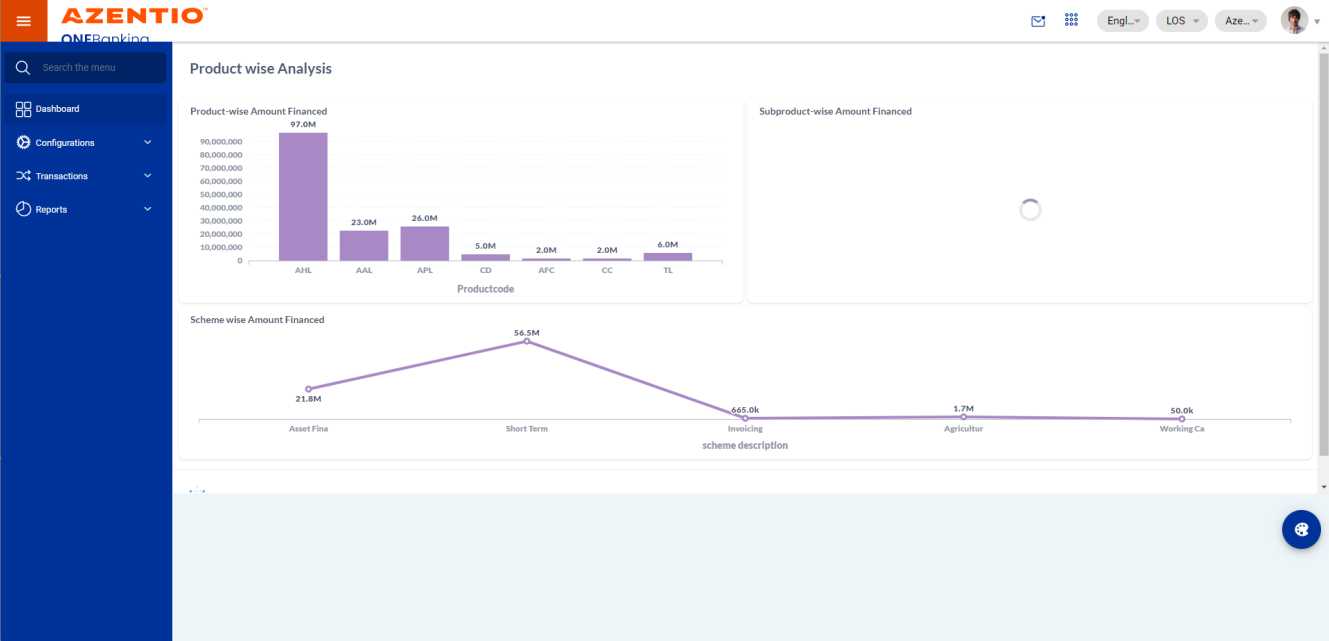 AZENTIO™
ONEBanking
Engl...
LOS
Aze...
Search the menu
Dashboard
Configurations
Transactions
Reports
Product wise Analysis
Product-wise Amount Financed
97.0M
90,000,000
80,000,000
70,000,000
60,000,000
50,000,000
40,000,000
30,000,000
20,000,000
10,000,000
0
23.0M
26.0M
5.0M
2.0M
2.0M
6.0M
AHL
AAL
APL
CD
AFC
CC
TL
Productcode
Subproduct-wise Amount Financed
Scheme wise Amount Financed
56.5M
21.8M
665.0k
1.7M
50.0k
Asset Fina
Short Term
Invoicing
Agricultur
Working Ca
scheme description